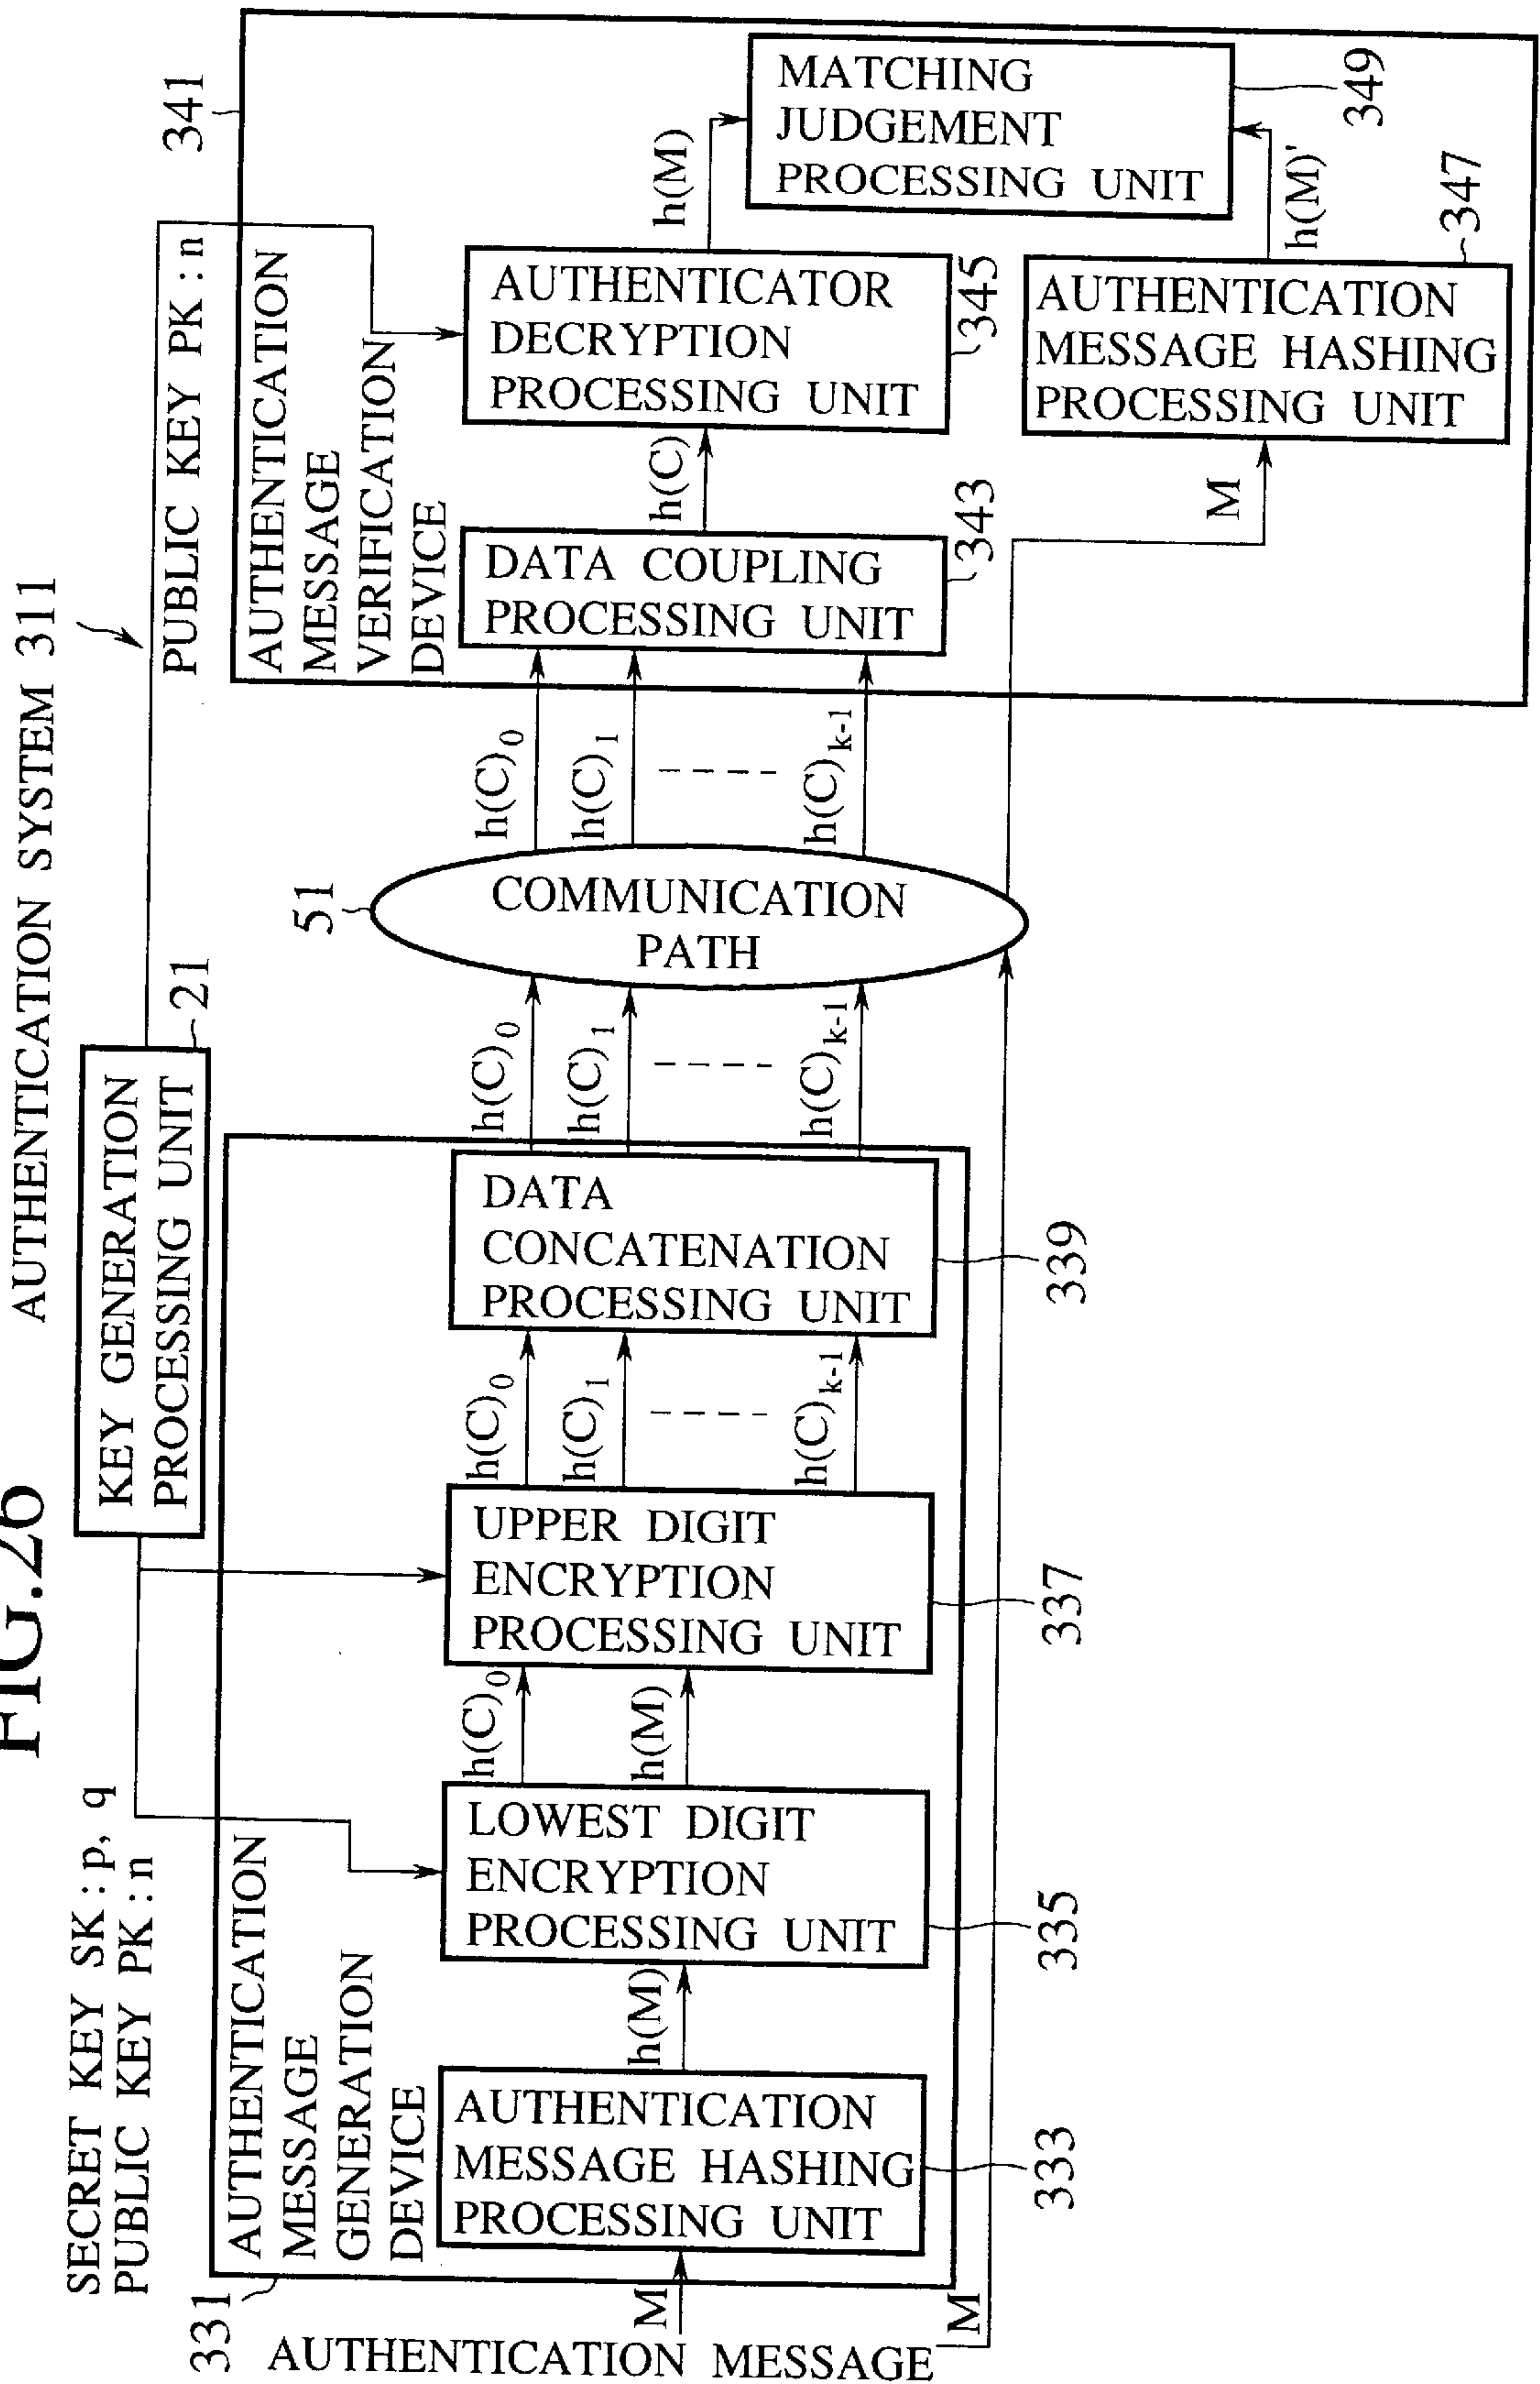 FIG.26
AUTHENTICATION SYSTEM 311
SECRET KEY SK : p, q
PUBLIC KEY PK : n
KEY GENERATION
PROCESSING UNIT
21
PUBLIC KEY PK : n
331
AUTHENTICATION
MESSAGE
GENERATION
DEVICE
AUTHENTICATION MESSAGE
M
M
AUTHENTICATION
MESSAGE HASHING
PROCESSING UNIT
333
h(M)
LOWEST DIGIT
ENCRYPTION
PROCESSING UNIT
335
h(C)0
h(M)
UPPER DIGIT
ENCRYPTION
PROCESSING UNIT
337
h(C)0
h(C)1
h(C)k-1
DATA
CONCATENATION
PROCESSING UNIT
339
h(C)0
h(C)1
h(C)k-1
51
COMMUNICATION
PATH
h(C)0
h(C)1
h(C)k-1
341
AUTHENTICATION
MESSAGE
VERIFICATION
DEVICE
DATA COUPLING
PROCESSING UNIT
343
h(C)
AUTHENTICATOR
DECRYPTION
PROCESSING UNIT
345
h(M)
M
AUTHENTICATION
MESSAGE HASHING
PROCESSING UNIT
347
h(M)'
MATCHING
JUDGEMENT
PROCESSING UNIT
349